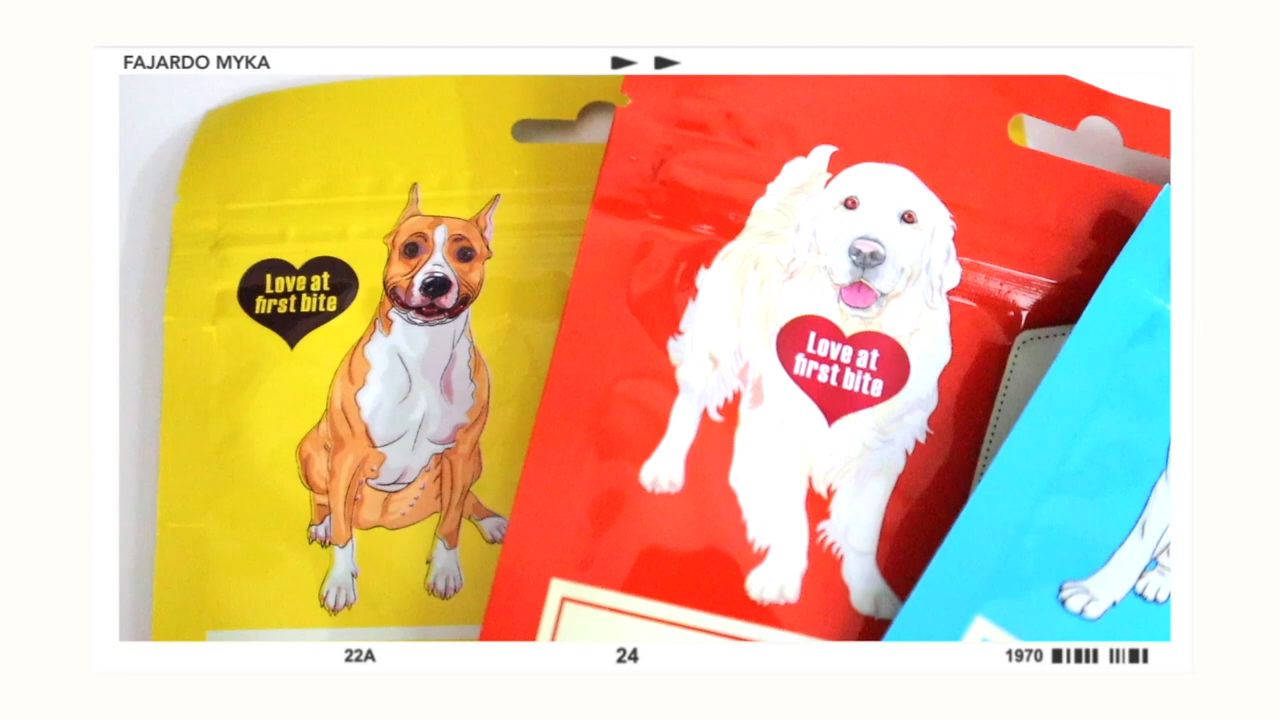 FAJARDO MYKA
Love at
first bite
Love at
first bite
22A
24
1970